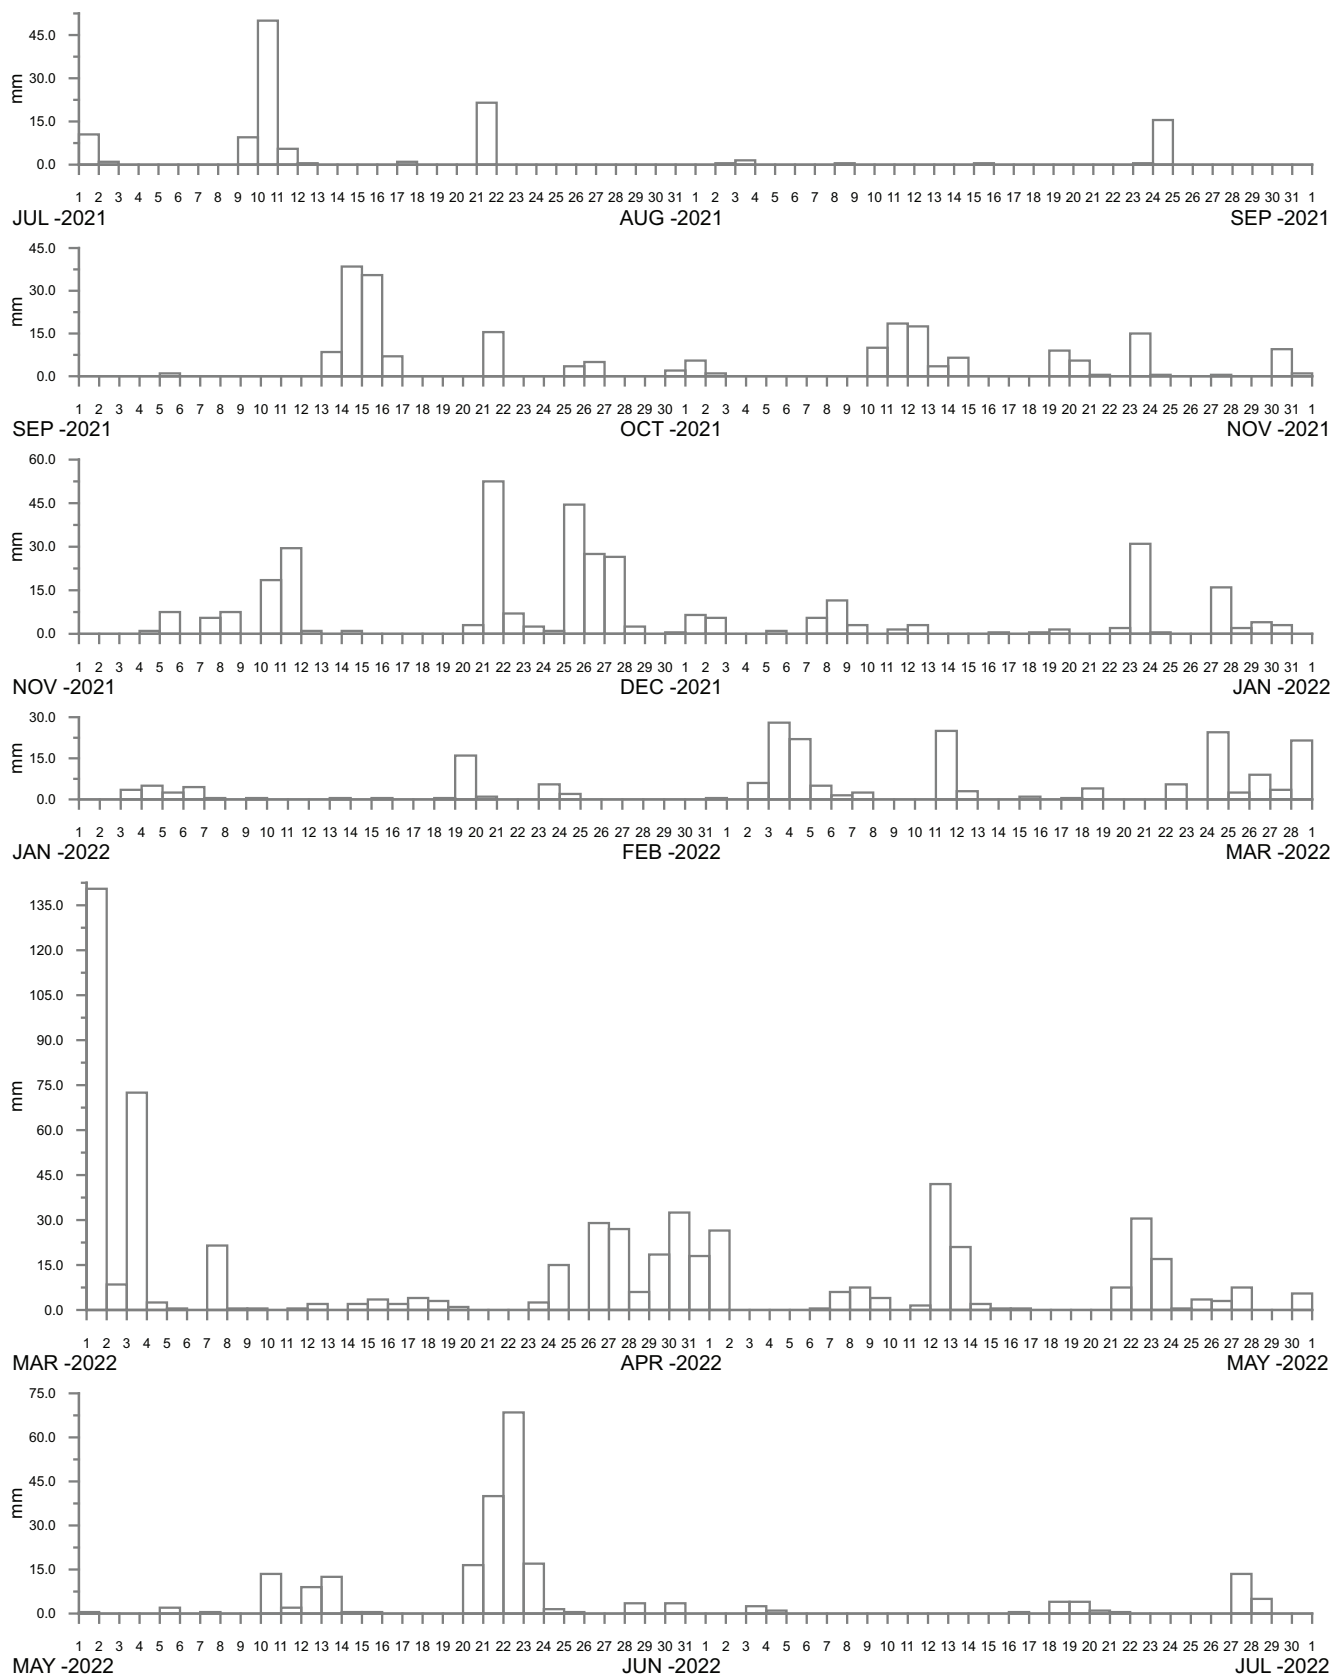 45.0
30.0
mm
15.0
0.0
1 2 3 4 5 6 7 8 9 10 11 12 13 14 15 16 17 18 19 20 21 22 23 24 25 26 27 28 29 30 31 1 2 3 4 5 6 7 8 9 10 11 12 13 14 15 16 17 18 19 20 21 22 23 24 25 26 27 28 29 30 31 1
JUL -2021 AUG -2021 SEP -2021
45.0
30.0
mm
15.0
0.0
1 2 3 4 5 6 7 8 9 10 11 12 13 14 15 16 17 18 19 20 21 22 23 24 25 26 27 28 29 30 1 2 3 4 5 6 7 8 9 10 11 12 13 14 15 16 17 18 19 20 21 22 23 24 25 26 27 28 29 30 31 1
SEP -2021 OCT -2021 NOV -2021
60.0
45.0
mm
30.0
15.0
0.0
1 2 3 4 5 6 7 8 9 10 11 12 13 14 15 16 17 18 19 20 21 22 23 24 25 26 27 28 29 30 1 2 3 4 5 6 7 8 9 10 11 12 13 14 15 16 17 18 19 20 21 22 23 24 25 26 27 28 29 30 31 1
NOV -2021 DEC -2021 JAN -2022
30.0
mm
15.0
0.0
1 2 3 4 5 6 7 8 9 10 11 12 13 14 15 16 17 18 19 20 21 22 23 24 25 26 27 28 29 30 31 1 2 3 4 5 6 7 8 9 10 11 12 13 14 15 16 17 18 19 20 21 22 23 24 25 26 27 28 1
JAN -2022 FEB -2022 MAR -2022
135.0
120.0
105.0
90.0
75.0
mm
60.0
45.0
30.0
15.0
0.0
1 2 3 4 5 6 7 8 9 10 11 12 13 14 15 16 17 18 19 20 21 22 23 24 25 26 27 28 29 30 31 1 2 3 4 5 6 7 8 9 10 11 12 13 14 15 16 17 18 19 20 21 22 23 24 25 26 27 28 29 30 1
MAR -2022 APR -2022 MAY -2022
75.0
60.0
45.0
mm
30.0
15.0
0.0
1 2 3 4 5 6 7 8 9 10 11 12 13 14 15 16 17 18 19 20 21 22 23 24 25 26 27 28 29 30 31 1 2 3 4 5 6 7 8 9 10 11 12 13 14 15 16 17 18 19 20 21 22 23 24 25 26 27 28 29 30 1
MAY -2022 JUN -2022 JUL -2022